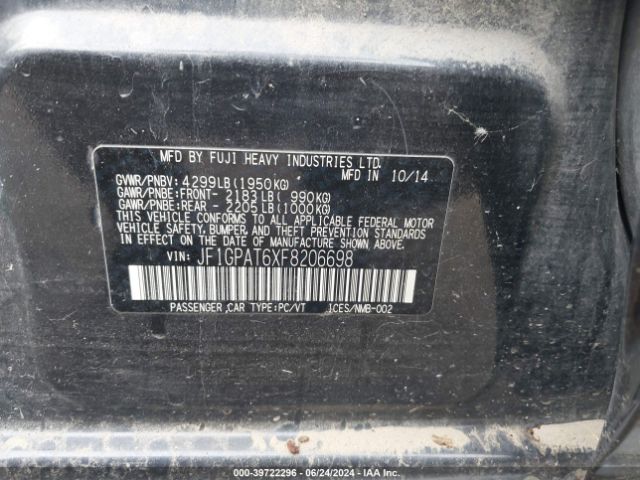 MFD BY FUJI HEAVY INDUSTRIES LTD.
MFD IN 10/14
GVWR/PNBV: 4299LB(1950KG)
GAWR/PNBE:FRONT - 2183LB( 990KG)
GAWR/PNBE:REAR - 2205LB(1000KG)
THIS VEHICLE CONFORMS TO ALL APPLICABLE FEDERAL MOTOR
VEHICLE SAFETY, BUMPER, AND THEFT PREVENTION STANDARDS
IN EFFECT ON THE DATE OF MANUFACTURE SHOWN ABOVE.
VIN: JF1GPAT6XF8206698
PASSENGER CAR TYPE:PC/VT ICES/NMB-002
000-39722296 - 06/24/2024 - IAA Inc.